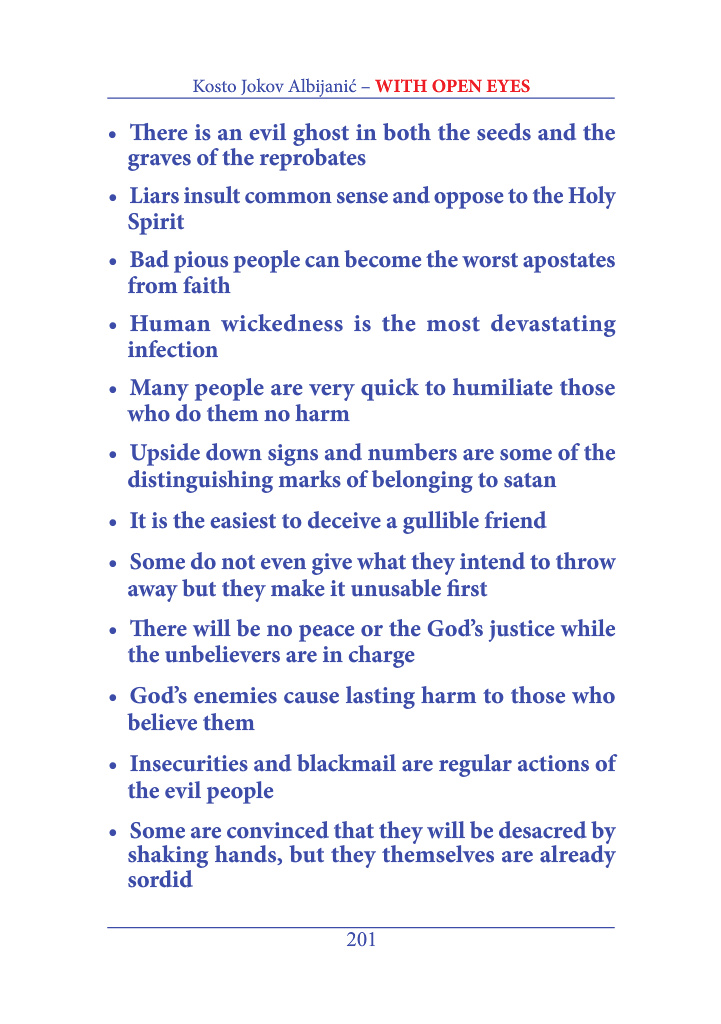 Kosto Jokov Albijanić – WITH OPEN EYES
• There is an evil ghost in both the seeds and the
graves of the reprobates
• Liars insult common sense and oppose to the Holy
Spirit
• Bad pious people can become the worst apostates
from faith
• Human wickedness is the most devastating
infection
• Many people are very quick to humiliate those
who do them no harm
• Upside down signs and numbers are some of the
distinguishing marks of belonging to satan
• It is the easiest to deceive a gullible friend
• Some do not even give what they intend to throw
away but they make it unusable first
• There will be no peace or the God’s justice while
the unbelievers are in charge
• God’s enemies cause lasting harm to those who
believe them
• Insecurities and blackmail are regular actions of
the evil people
• Some are convinced that they will be desacred by
shaking hands, but they themselves are already
sordid
201